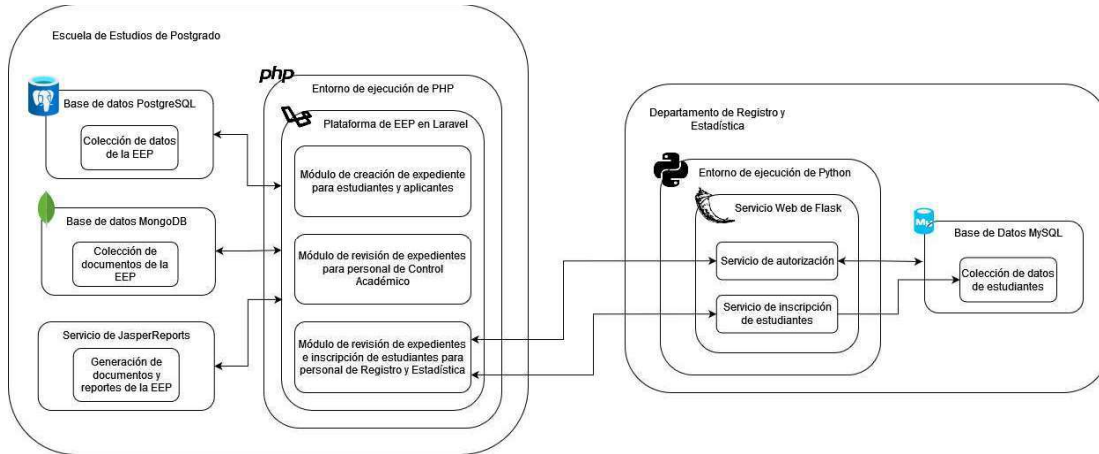 Escuela de Estudios de Postgrado
Base de datos PostgreSQL
Colección de datos
de la EEP
Base de datos MongoDB
Colección de
documentos de la
EEP
Servicio de JasperReports
Generación de
documentos y
reportes de la EEP
php
Entorno de ejecución de PHP
Plataforma de EEP en Laravel
Módulo de creación de expediente
para estudiantes y aplicantes
Módulo de revisión de expedientes
para personal de Control
Académico
Módulo de revisión de expedientes
e inscripción de estudiantes para
personal de Registro y Estadística
Departamento de Registro y
Estadística
Entorno de ejecución de Python
Servicio Web de Flask
Servicio de autorización
Servicio de inscripción
de estudiantes
My
Base de Datos MySQL
Colección de datos
de estudiantes